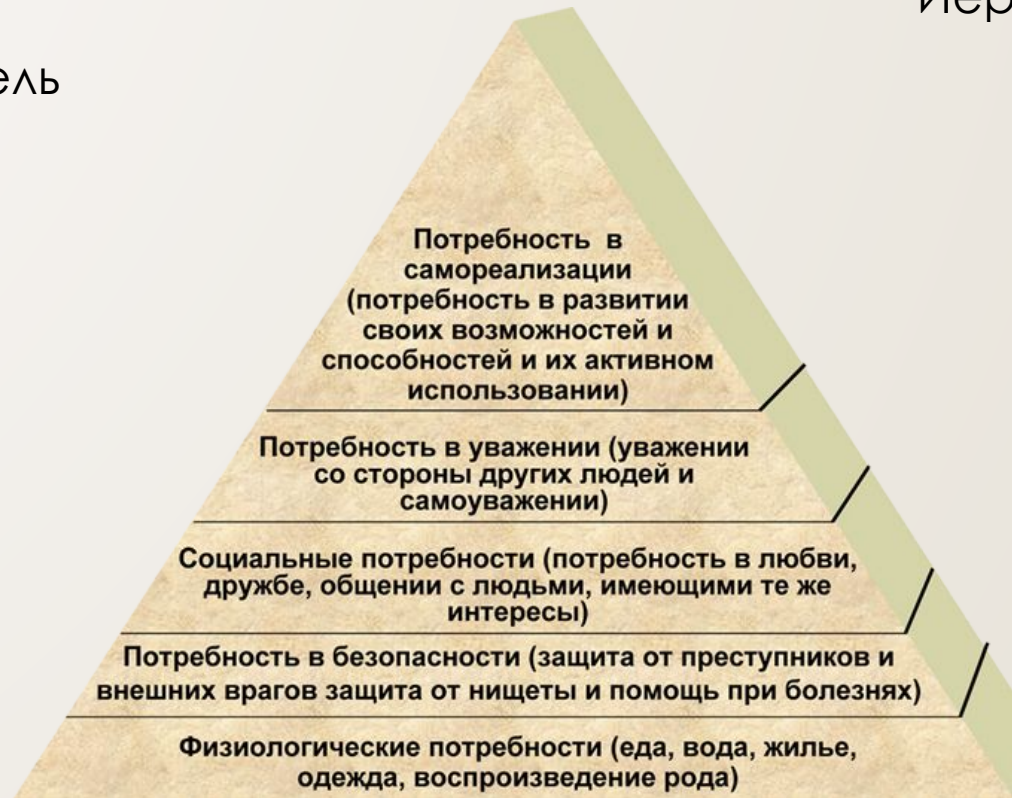 Иер
ель
Потребность в
самореализации
(потребность в развитии
своих возможностей и
способностей и их активном
использовании)
Потребность в уважении (уважении
со стороны других людей и
самоуважении)
Социальные потребности (потребность в любви,
дружбе, общении с людьми, имеющими те же
интересы)
Потребность в безопасности (защита от преступников и
внешних врагов защита от нищеты и помощь при болезнях)
Физиологические потребности (еда, вода, жилье,
одежда, воспроизведение рода)